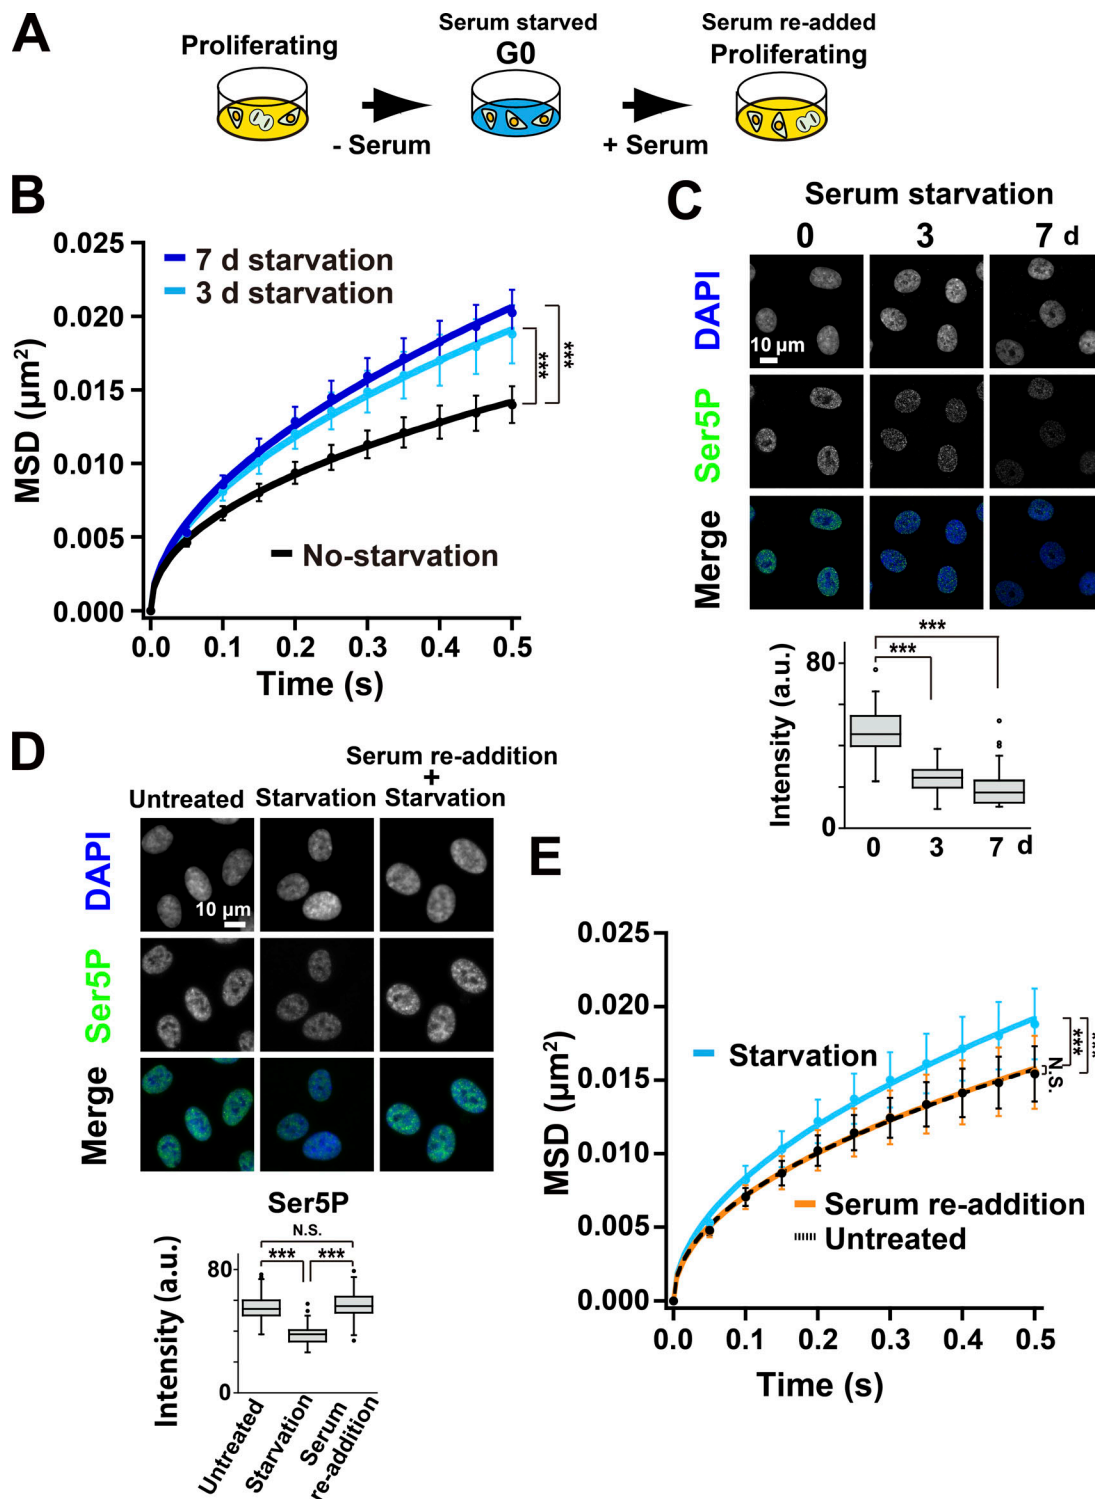 A
Proliferating
Serum starved
G0
Serum re-added
Proliferating
- Serum
+ Serum
B
0.025
0.020
0.015
0.010
0.005
0.000
MSD (µm²)
7 d starvation
3 d starvation
No-starvation
***
***
0.0 0.1 0.2 0.3 0.4 0.5
Time (s)
C
Serum starvation
0 3 7 d
DAPI
10 µm
Ser5P
Merge
***
***
80
0
Intensity (a.u.)
0 3 7 d
D
Untreated
Starvation
Serum re-addition
+
Starvation
DAPI
10 µm
Ser5P
Merge
Ser5P
N.S.
*** ***
80
0
Intensity (a.u.)
Untreated
Starvation
Serum
re-addition
E
0.025
0.020
0.015
0.010
0.005
0.000
MSD (µm²)
Starvation
Serum re-addition
Untreated
***
N.S.
0.0 0.1 0.2 0.3 0.4 0.5
Time (s)